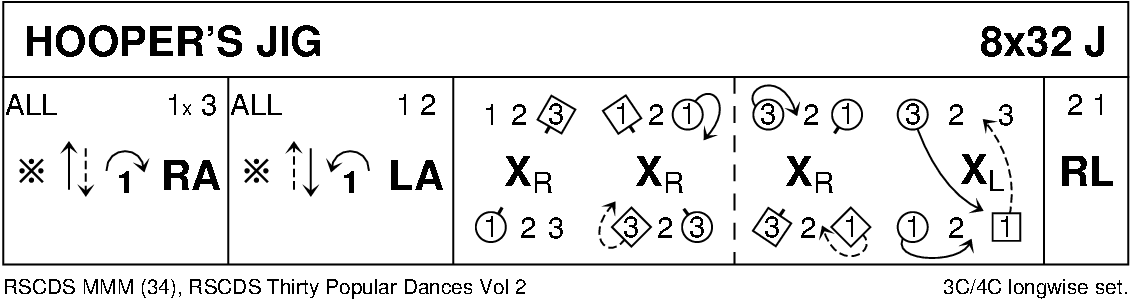 HOOPER'S JIG 8x32 J
ALL 1x 3 ALL 1 2 1 2 3 1 2 1 3 2 1 3 2 3 2 1
※ 1 RA ※ 1 LA XR XR XR XL RL
1 2 3 3 2 3 3 2 1 1 2 1
RSCDS MMM (34), RSCDS Thirty Popular Dances Vol 2 3C/4C longwise set.